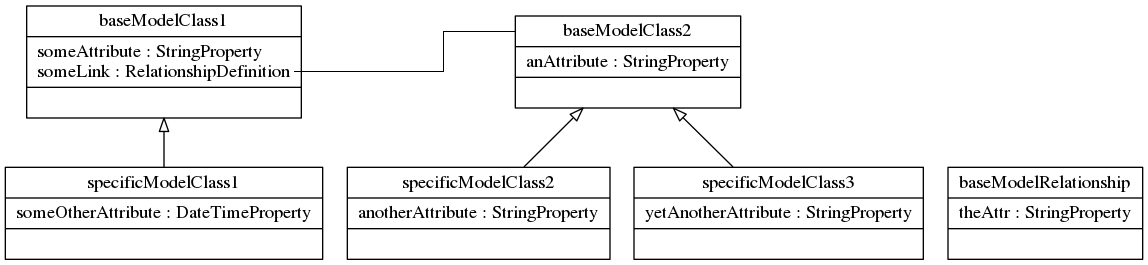 baseModelClass1
someAttribute : StringProperty
someLink : RelationshipDefinition
baseModelClass2
anAttribute : StringProperty
specificModelClass1
someOtherAttribute : DateTimeProperty
specificModelClass2
anotherAttribute : StringProperty
specificModelClass3
yetAnotherAttribute : StringProperty
baseModelRelationship
theAttr : StringProperty